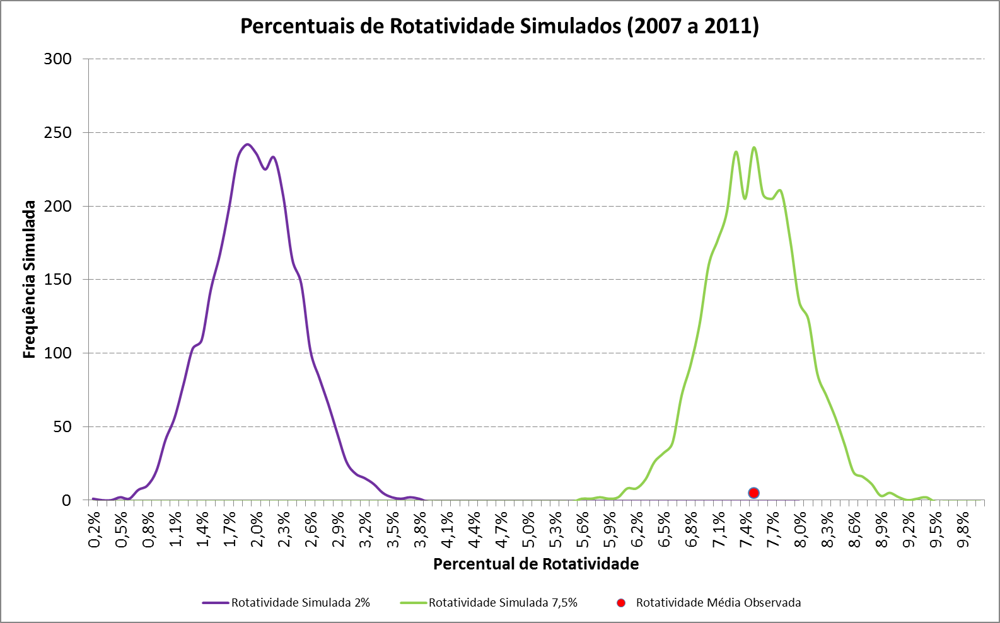 Percentuais de Rotatividade Simulados (2007 a 2011)
Frequência Simulada
300
250
200
150
100
50
0
0,2% 0,5% 0,8% 1,1% 1,4% 1,7% 2,0% 2,3% 2,6% 2,9% 3,2% 3,5% 3,8% 4,1% 4,4% 4,7% 5,0% 5,3% 5,6% 5,9% 6,2% 6,5% 6,8% 7,1% 7,4% 7,7% 8,0% 8,3% 8,6% 8,9% 9,2% 9,5% 9,8%
Percentual de Rotatividade
Rotatividade Simulada 2% Rotatividade Simulada 7,5% Rotatividade Média Observada